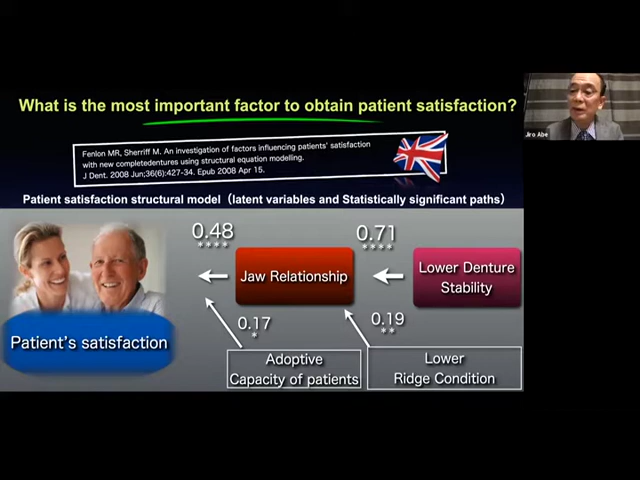 What is the most important factor to obtain patient satisfaction?
Fenlon MR, Sherriff M. An investigation of factors influencing patients' satisfaction
with new completedentures using structural equation modelling.
J Dent. 2008 Jun;36(6):427-34. Epub 2008 Apr 15.
Jiro Abe
Patient satisfaction structural model (latent variables and Statistically significant paths)
0.48
****
0.71
****
Jaw Relationship
Lower Denture
Stability
0.17
*
0.19
**
Patient's satisfaction
Adoptive
Capacity of patients
Lower
Ridge Condition